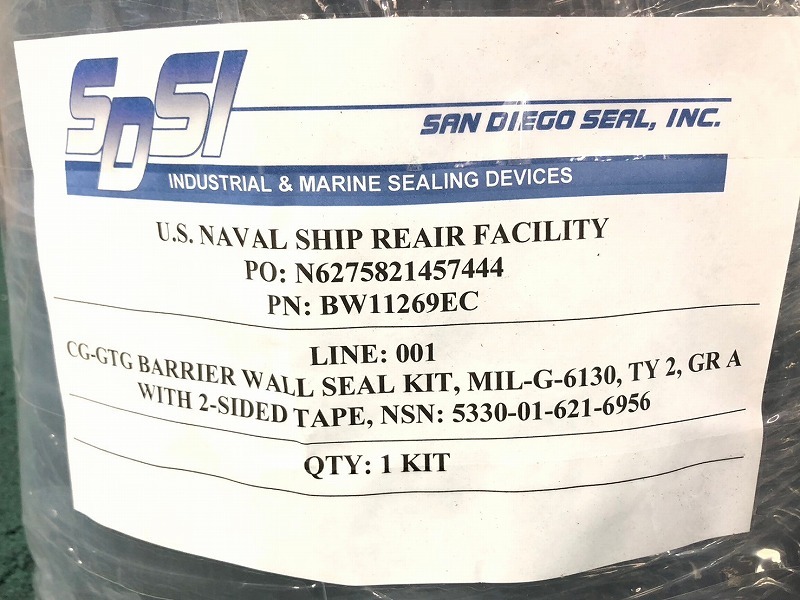 SDSI
SAN DIEGO SEAL, INC.
INDUSTRIAL & MARINE SEALING DEVICES
U.S. NAVAL SHIP REAIR FACILITY
PO: N6275821457444
PN: BW11269EC
LINE: 001
CG-GTG BARRIER WALL SEAL KIT, MIL-G-6130, TY 2, GR A
WITH 2-SIDED TAPE, NSN: 5330-01-621-6956
QTY: 1 KIT